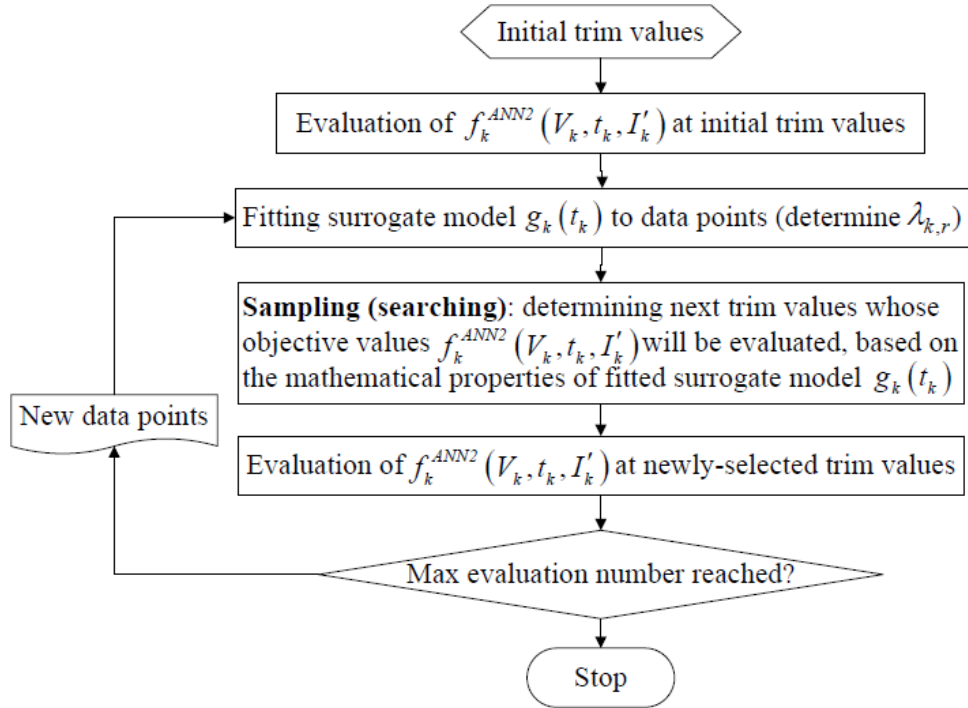 Initial trim values
Evaluation of f_k^{ANN2}(V_k, t_k, I'_k) at initial trim values
Fitting surrogate model g_k(t_k) to data points (determine λ_{k,r})
Sampling (searching): determining next trim values whose
objective values f_k^{ANN2}(V_k, t_k, I'_k) will be evaluated, based on
the mathematical properties of fitted surrogate model g_k(t_k)
New data points
Evaluation of f_k^{ANN2}(V_k, t_k, I'_k) at newly-selected trim values
Max evaluation number reached?
Stop